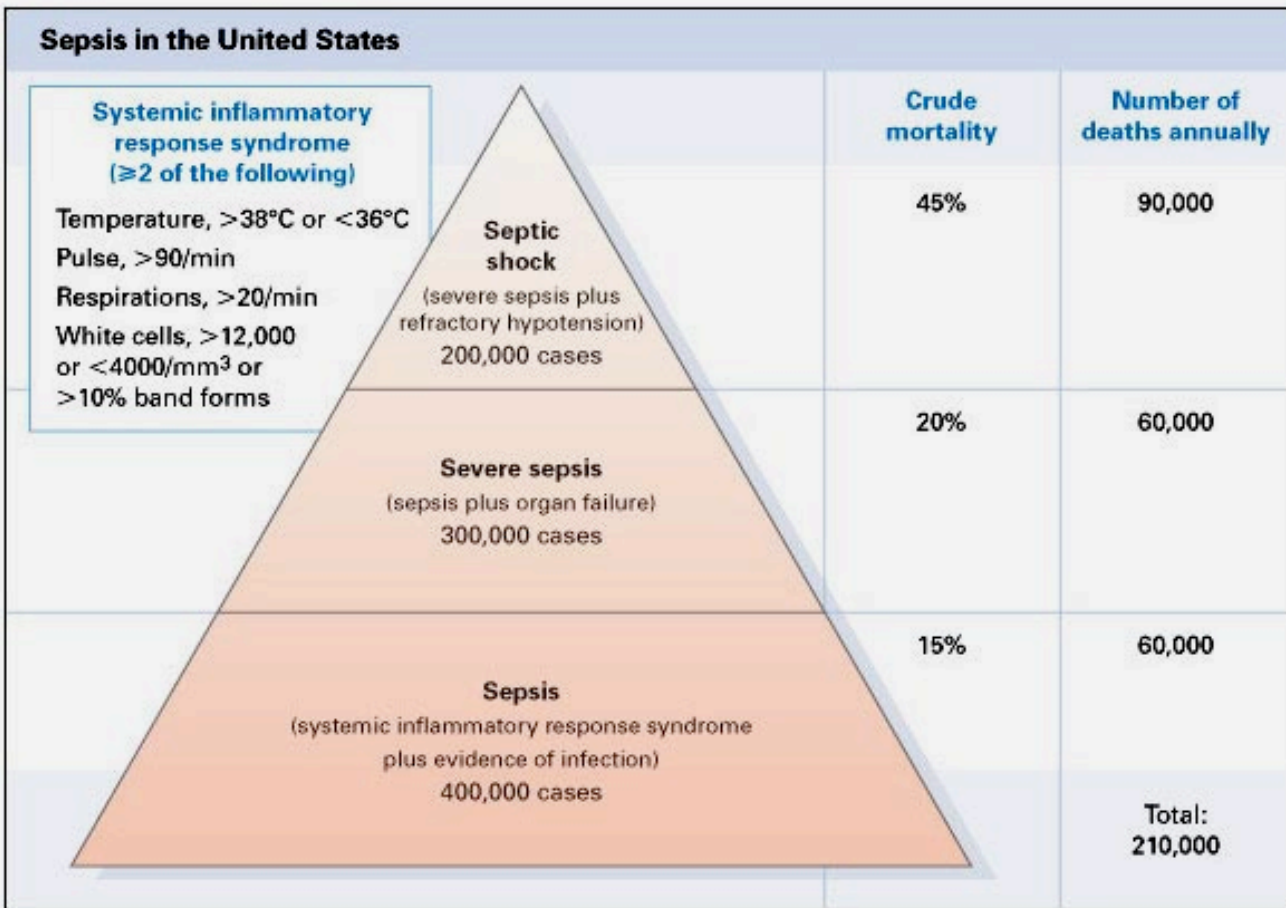 Sepsis in the United States
Systemic inflammatory
response syndrome
(≥2 of the following)
Temperature, >38°C or <36°C
Pulse, >90/min
Respirations, >20/min
White cells, >12,000
or <4000/mm³ or
>10% band forms
Crude
mortality
Number of
deaths annually
Septic
shock
(severe sepsis plus
refractory hypotension)
200,000 cases
45%
90,000
Severe sepsis
(sepsis plus organ failure)
300,000 cases
20%
60,000
Sepsis
(systemic inflammatory response syndrome
plus evidence of infection)
400,000 cases
15%
60,000
Total:
210,000